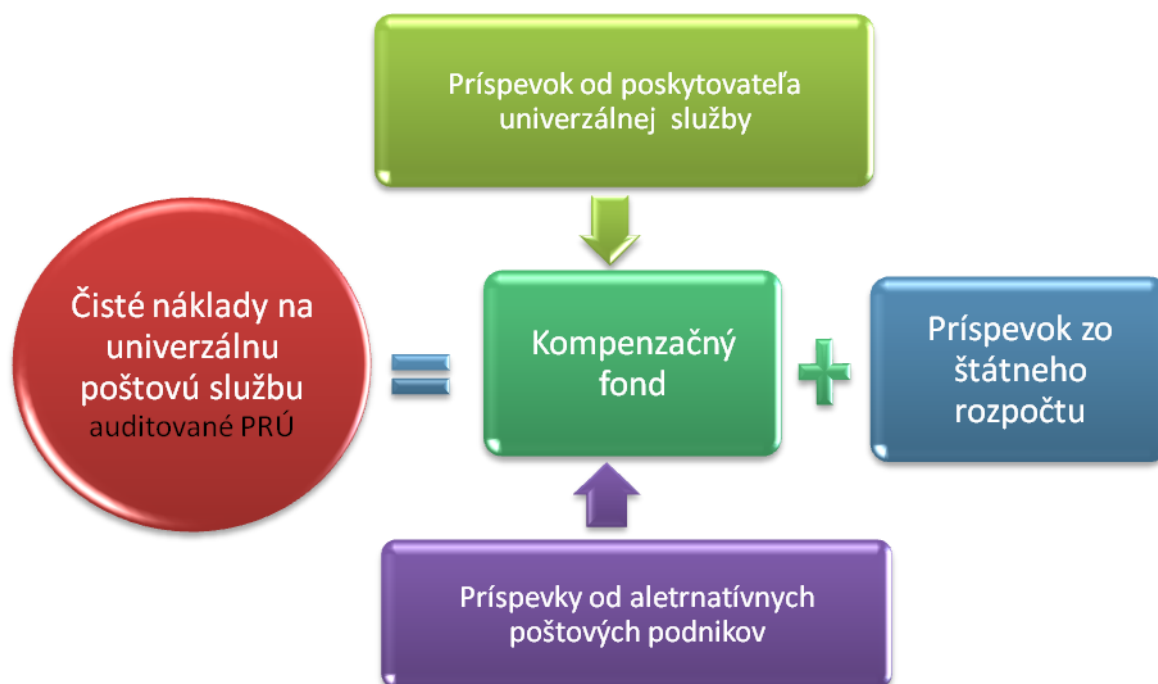 Príspevok od poskytovateľa
univerzálnej služby
Čisté náklady na
univerzálnu
poštovú službu
auditované PRÚ
=
Kompenzačný
fond
+
Príspevok zo
štátneho
rozpočtu
Príspevky od aletrnatívnych
poštových podnikov